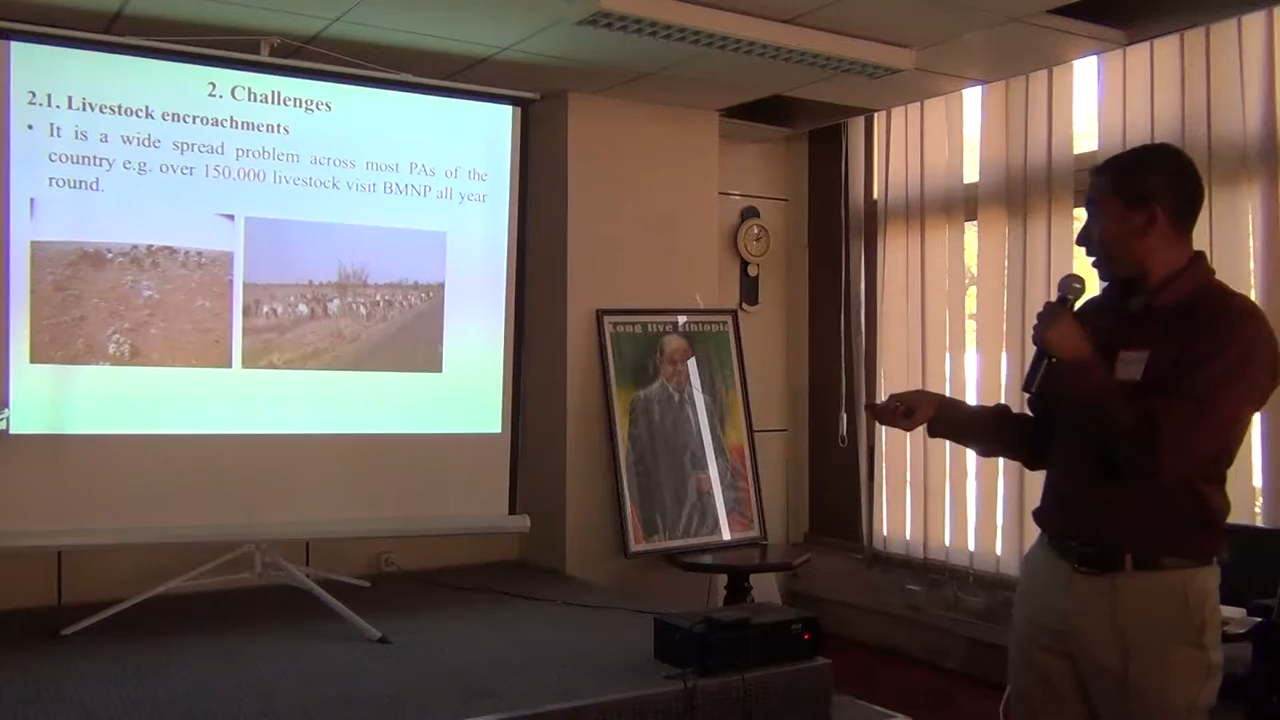 2. Challenges
2.1. Livestock encroachments
• It is a wide spread problem across most PAs of the
country e.g. over 150,000 livestock visit BMNP all year
round.
Long live Ethiopia